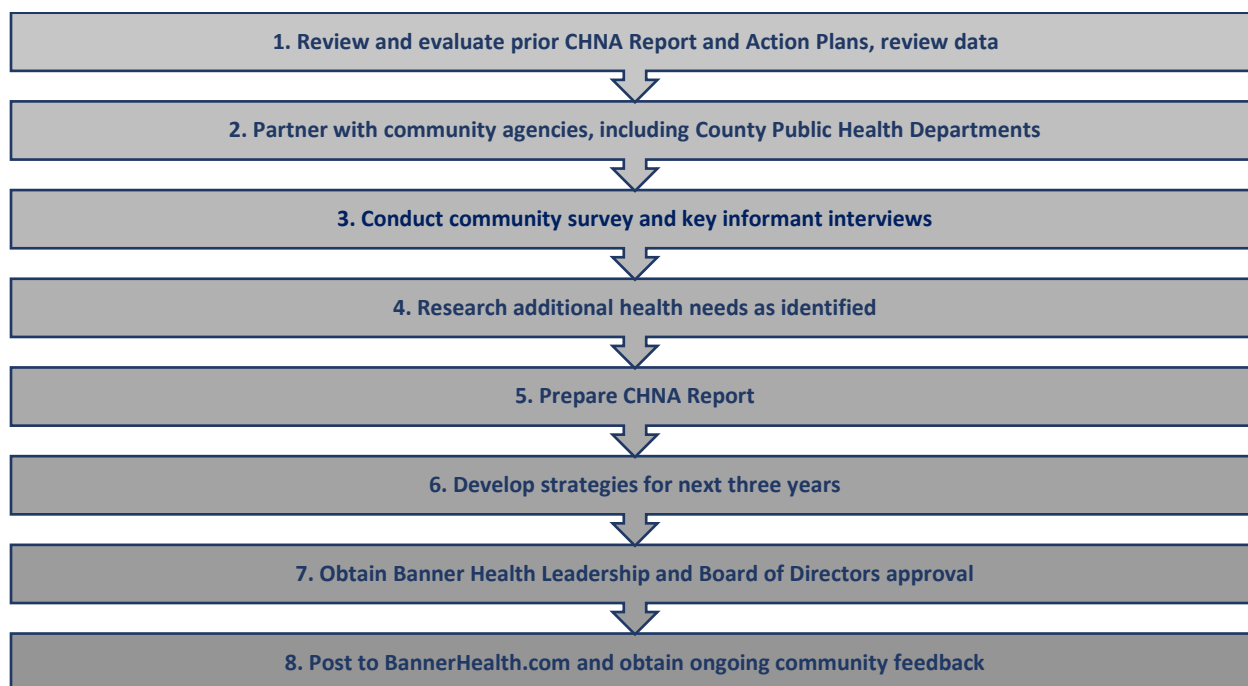 1. Review and evaluate prior CHNA Report and Action Plans, review data
2. Partner with community agencies, including County Public Health Departments
3. Conduct community survey and key informant interviews
4. Research additional health needs as identified
5. Prepare CHNA Report
6. Develop strategies for next three years
7. Obtain Banner Health Leadership and Board of Directors approval
8. Post to BannerHealth.com and obtain ongoing community feedback